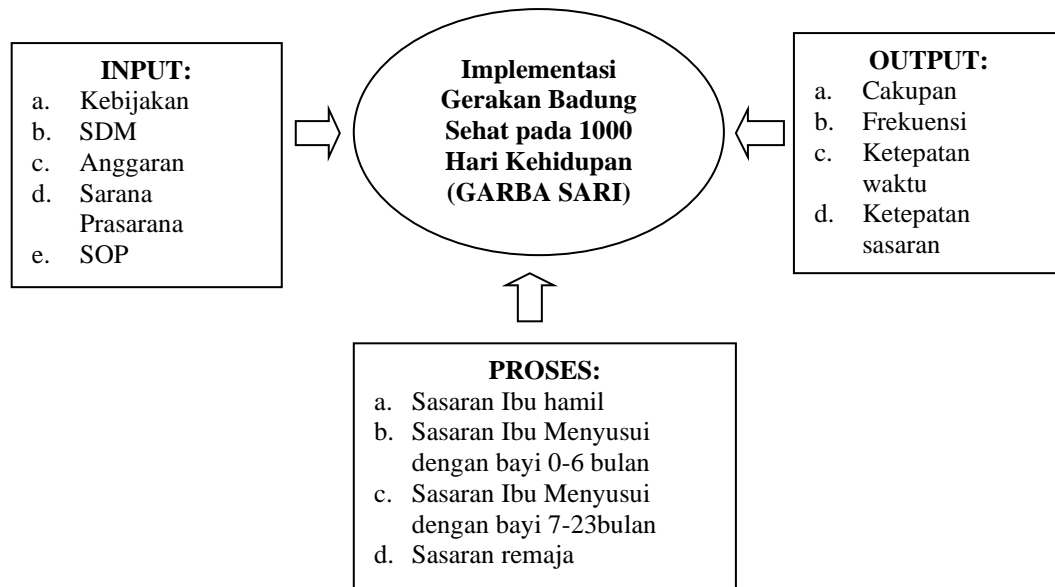 INPUT:
a. Kebijakan
b. SDM
c. Anggaran
d. Sarana
Prasarana
e. SOP
Implementasi
Gerakan Badung
Sehat pada 1000
Hari Kehidupan
(GARBA SARI)
OUTPUT:
a. Cakupan
b. Frekuensi
c. Ketepatan
waktu
d. Ketepatan
sasaran
PROSES:
a. Sasaran Ibu hamil
b. Sasaran Ibu Menyusui
dengan bayi 0-6 bulan
c. Sasaran Ibu Menyusui
dengan bayi 7-23bulan
d. Sasaran remaja